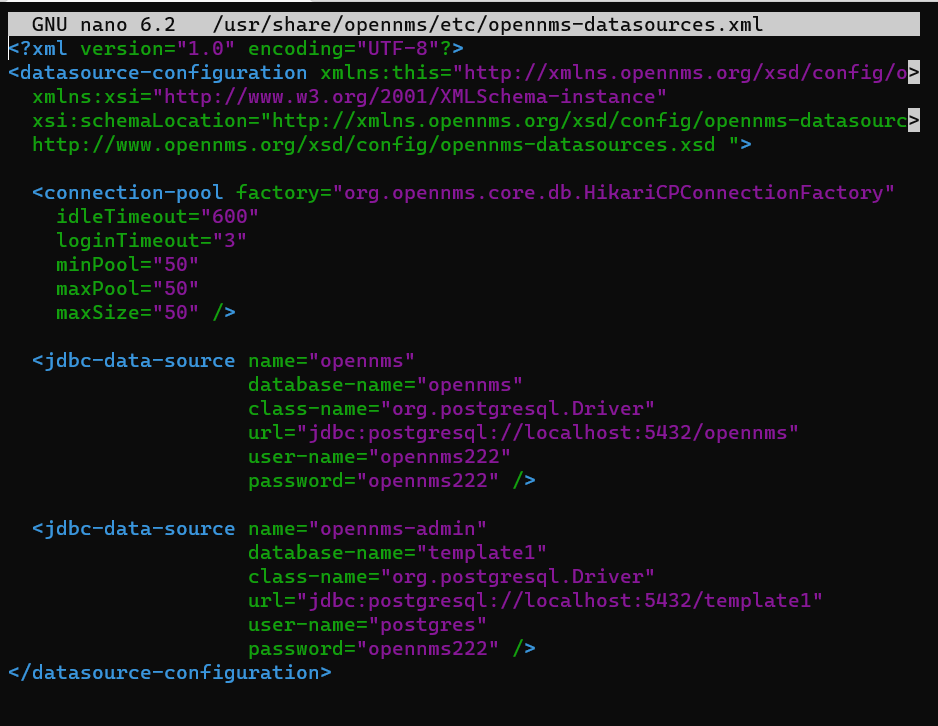 GNU nano 6.2   /usr/share/opennms/etc/opennms-datasources.xml
<?xml version="1.0" encoding="UTF-8"?>
<datasource-configuration xmlns:this="http://xmlns.opennms.org/xsd/config/o>
  xmlns:xsi="http://www.w3.org/2001/XMLSchema-instance"
  xsi:schemaLocation="http://xmlns.opennms.org/xsd/config/opennms-datasourc>
  http://www.opennms.org/xsd/config/opennms-datasources.xsd ">

  <connection-pool factory="org.opennms.core.db.HikariCPConnectionFactory"
    idleTimeout="600"
    loginTimeout="3"
    minPool="50"
    maxPool="50"
    maxSize="50" />

  <jdbc-data-source name="opennms"
                    database-name="opennms"
                    class-name="org.postgresql.Driver"
                    url="jdbc:postgresql://localhost:5432/opennms"
                    user-name="opennms222"
                    password="opennms222" />

  <jdbc-data-source name="opennms-admin"
                    database-name="template1"
                    class-name="org.postgresql.Driver"
                    url="jdbc:postgresql://localhost:5432/template1"
                    user-name="postgres"
                    password="opennms222" />
</datasource-configuration>